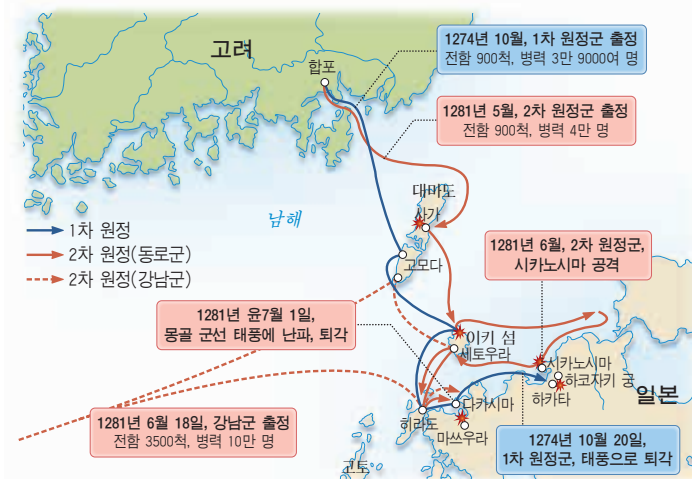 고려
합포
1274년 10월, 1차 원정군 출정
전함 900척, 병력 3만 9000여 명
1281년 5월, 2차 원정군 출정
전함 900척, 병력 4만 명
대마도
사가
남해
1차 원정
2차 원정(동로군)
2차 원정(강남군)
고모다
1281년 6월, 2차 원정군,
시카노시마 공격
1281년 윤7월 1일,
몽골 군선 태풍에 난파, 퇴각
이키 섬
세토우라
시카노시마
하코자키 궁
하카타
일본
다카시마
히라도
마쓰우라
1281년 6월 18일, 강남군 출정
전함 3500척, 병력 10만 명
1274년 10월 20일,
1차 원정군, 태풍으로 퇴각
고토